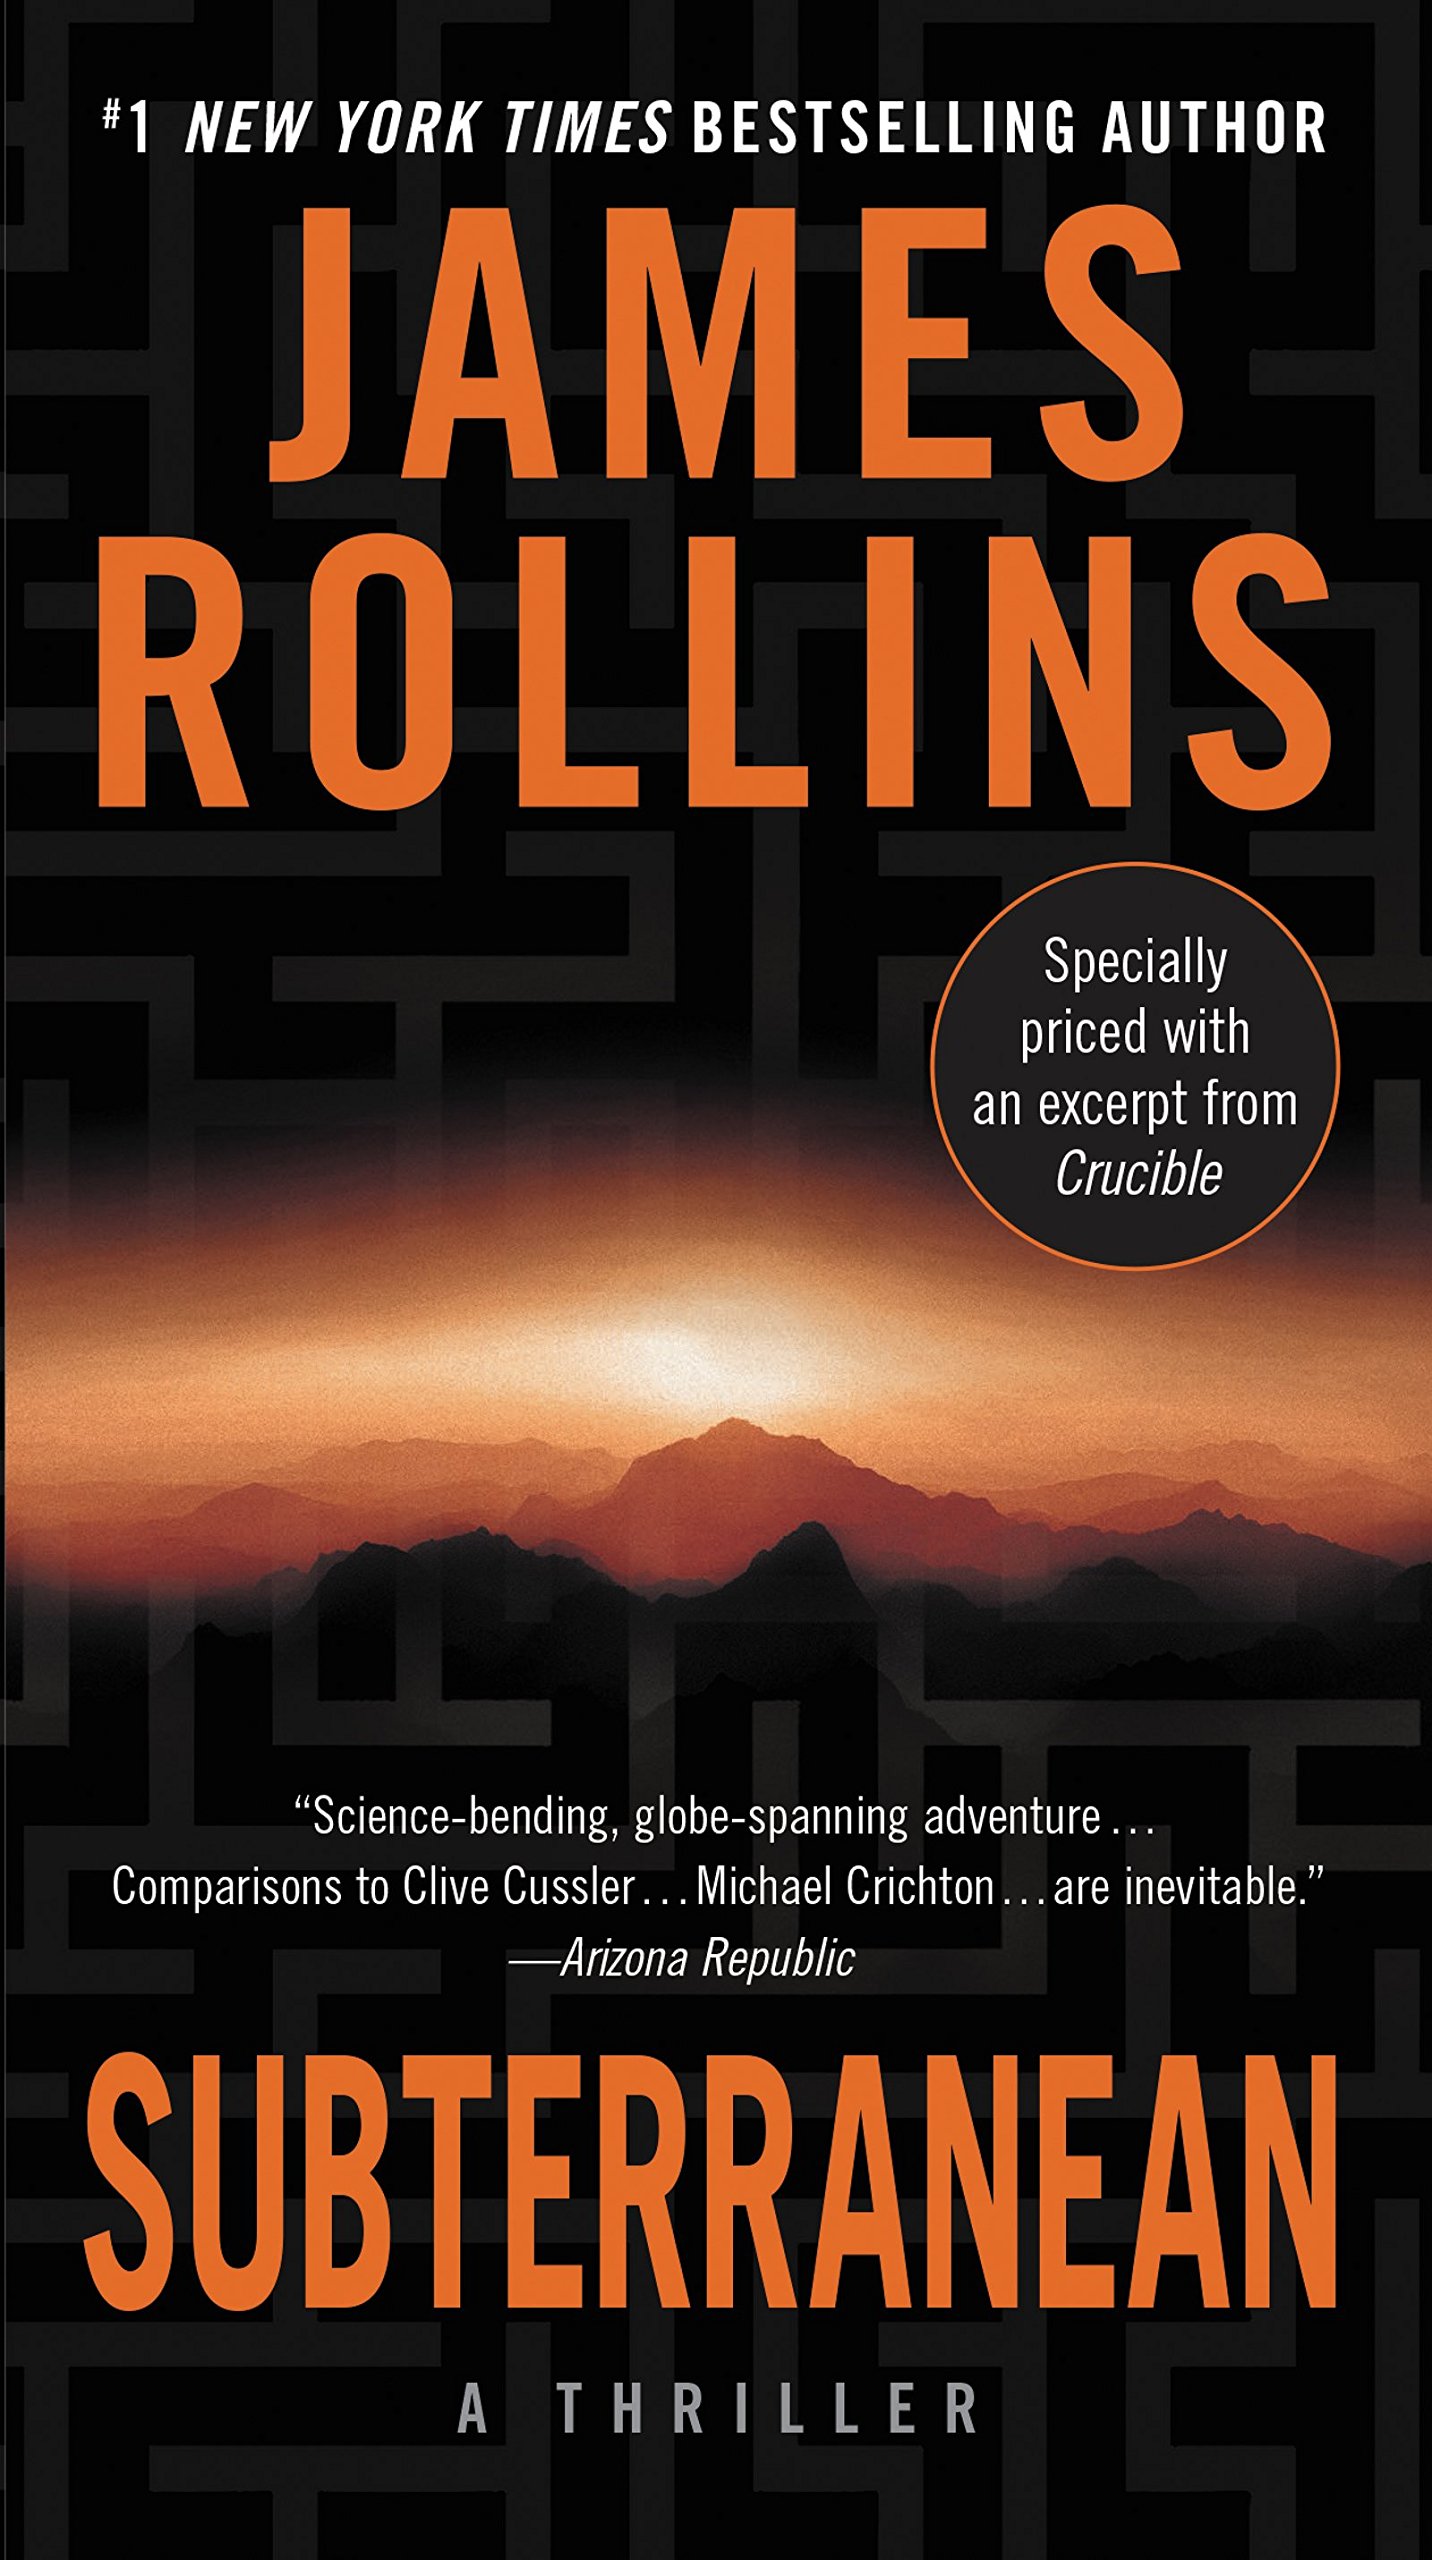 #1 NEW YORK TIMES BESTSELLING AUTHOR
JAMES
ROLLINS
Specially
priced with
an excerpt from
Crucible
“Science-bending, globe-spanning adventure...
Comparisons to Clive Cussler...Michael Crichton...are inevitable.”
—Arizona Republic
SUBTERRANEAN
A THRILLER